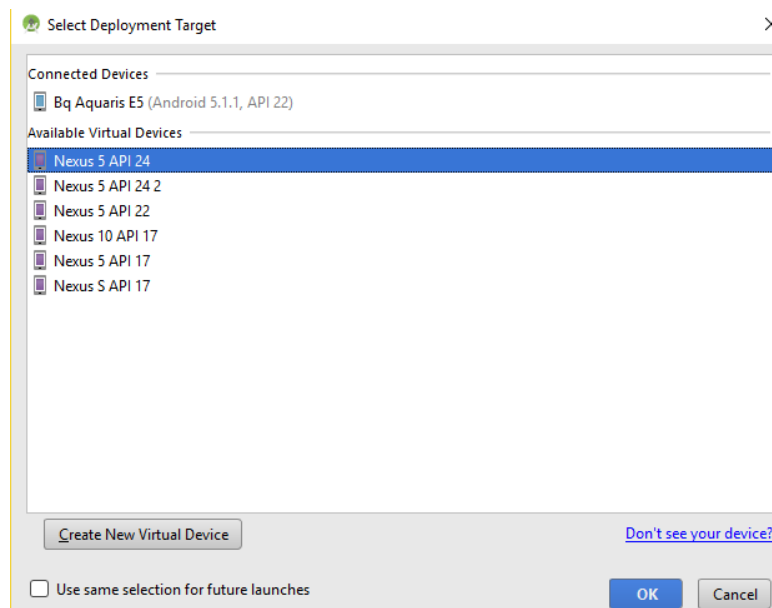 Select Deployment Target
Connected Devices
Bq Aquaris E5 (Android 5.1.1, API 22)
Available Virtual Devices
Nexus 5 API 24
Nexus 5 API 24 2
Nexus 5 API 22
Nexus 10 API 17
Nexus 5 API 17
Nexus S API 17
Create New Virtual Device
Don't see your device?
Use same selection for future launches
OK
Cancel